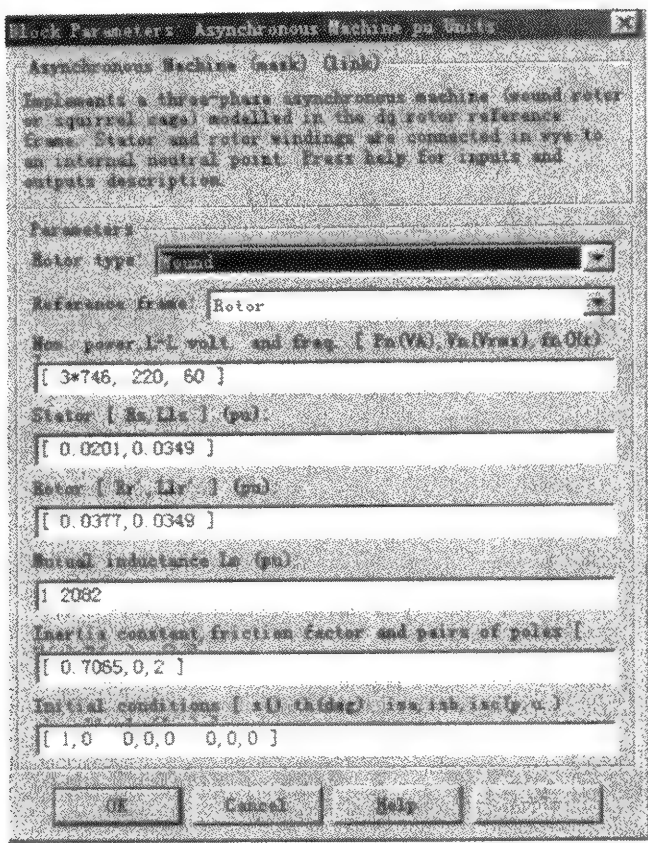 Block Parameters: Asynchronous Machine pu Units
Asynchronous Machine (mask) (link)
Implements a three-phase asynchronous machine (wound rotor
or squirrel cage) modelled in the dq rotor reference
frame. Stator and rotor windings are connected in wye to
an internal neutral point. Press help for inputs and
outputs description.
Parameters
Rotor type: Wound
Reference frame: Rotor
Nom. power, L-L volt. and freq. [ Pn(VA), Vn(Vrms), fn(Hz)
[ 3*746, 220, 60 ]
Stator [ Rs, Lls ] (pu):
[ 0.0201,0.0349 ]
Rotor [ Rr', Llr' ] (pu)
[ 0.0377,0.0349 ]
Mutual inductance Lm (pu)
1.2082
Inertia constant, friction factor and pairs of poles [
[ 0.7065,0,2 ]
Initial conditions [ s() th(deg) isa,isb,isc(p.u.)
[ 1,0 0,0,0 0,0,0 ]
OK Cancel Help